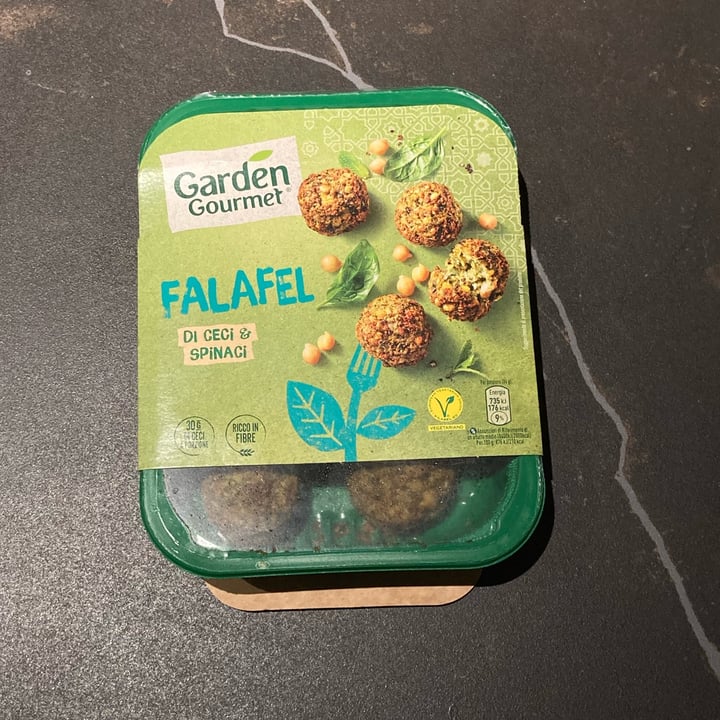 Garden
Gourmet®
FALAFEL
DI CECI &
SPINACI
30 G
DI CECI
PORZIONE
RICCO IN
FIBRE
VEGETARIANO
Energia
735 kJ
176 kcal
9%